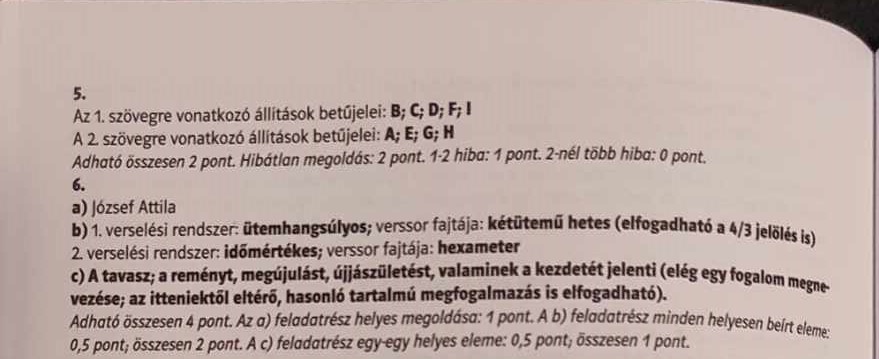 5.
Az 1. szövegre vonatkozó állítások betűjelei: B; C; D; F; I
A 2. szövegre vonatkozó állítások betűjelei: A; E; G; H
Adható összesen 2 pont. Hibátlan megoldás: 2 pont. 1-2 hiba: 1 pont. 2-nél több hiba: 0 pont.
6.
a) József Attila
b) 1. verselési rendszer: ütemhangsúlyos; verssor fajtája: kétütemű hetes (elfogadható a 4/3 jelölés is)
2. verselési rendszer: időmértékes; verssor fajtája: hexameter
c) A tavasz; a reményt, megújulást, újjászületést, valaminek a kezdetét jelenti (elég egy fogalom megne-
vezése; az itteniektől eltérő, hasonló tartalmú megfogalmazás is elfogadható).
Adható összesen 4 pont. Az a) feladatrész helyes megoldása: 1 pont. A b) feladatrész minden helyesen beírt eleme:
0,5 pont; összesen 2 pont. A c) feladatrész egy-egy helyes eleme: 0,5 pont; összesen 1 pont.